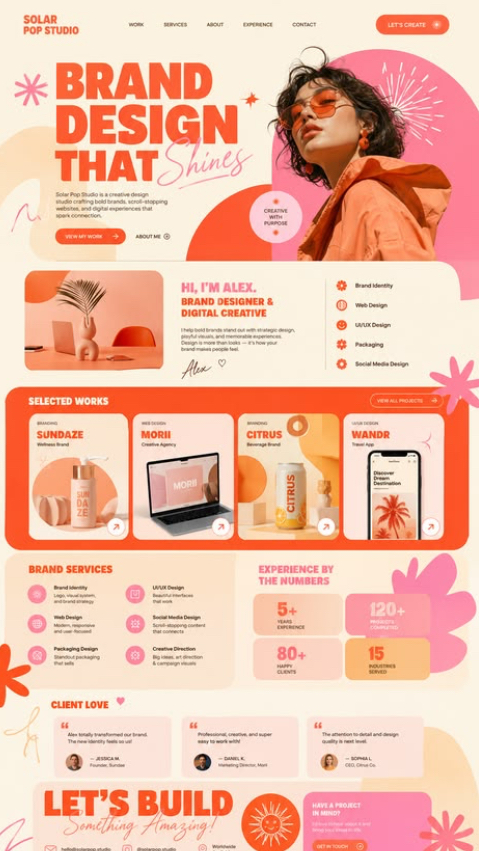 SOLAR
POP STUDIO
WORK
SERVICES
ABOUT
EXPERIENCE
CONTACT
LET'S CREATE
BRAND
DESIGN
THAT Shines
Solar Pop Studio is a creative design
studio crafting bold brands, scroll-stopping
websites, and digital experiences that
spark connection.
VIEW MY WORK
ABOUT ME
CREATIVE
WITH
PURPOSE
HI, I'M ALEX.
BRAND DESIGNER &
DIGITAL CREATIVE
I help bold brands stand out with strategic design,
playful visuals, and memorable experiences.
Design is more than looks — it's how your
brand makes people feel.
Alex
Brand Identity
Web Design
UI/UX Design
Packaging
Social Media Design
SELECTED WORKS
VIEW ALL PROJECTS
BRANDING
SUNDAZE
Wellness Brand
SUN
DA
ZE
WEB DESIGN
MORII
Creative Agency
MORII
BRANDING
CITRUS
Beverage Brand
CITRUS
UI/UX DESIGN
WANDR
Travel App
Discover
Dream
Destination
BRAND SERVICES
Brand Identity
Logo, visual system,
and brand strategy
UI/UX Design
Beautiful interfaces
that work
Web Design
Modern, responsive
and user-focused
Social Media Design
Scroll-stopping content
that connects
Packaging Design
Standout packaging
that sells
Creative Direction
Big ideas, art direction
& campaign visuals
EXPERIENCE BY
THE NUMBERS
5+
YEARS
EXPERIENCE
120+
PROJECTS
COMPLETED
80+
HAPPY
CLIENTS
15
INDUSTRIES
SERVED
CLIENT LOVE
Alex totally transformed our brand.
The new identity feels so us!
— JESSICA M.
Founder, Sundaze
Professional, creative, and super
easy to work with!
— DANIEL K.
Marketing Director, Morii
The attention to detail and design
quality is next level.
— SOPHIA L.
CEO, Citrus Co.
LET'S BUILD
Something Amazing!
HAVE A PROJECT
IN MIND?
GET IN TOUCH
Worldwide